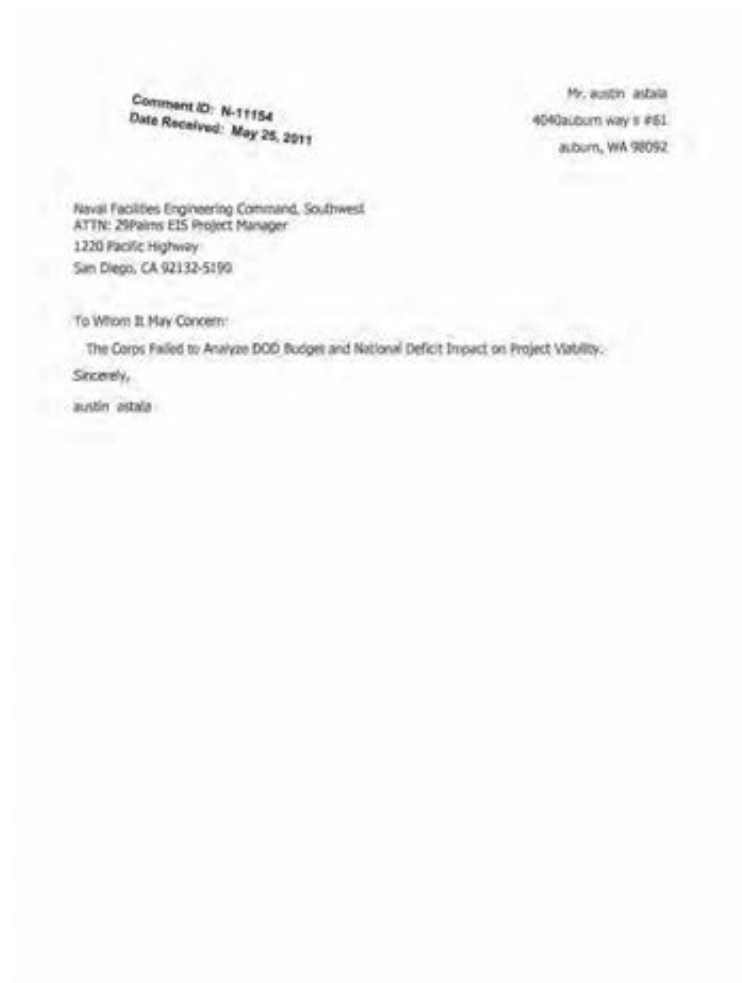 Comment ID: N-11154
Date Received: May 25, 2011
Mr. austin astala
4040auburn way s #61
auburn, WA 98092
Naval Facilities Engineering Command, Southwest
ATTN: 29Palms EIS Project Manager
1220 Pacific Highway
San Diego, CA 92132-5190
To Whom It May Concern:
The Corps Failed to Analyze DOD Budget and National Deficit Impact on Project Viability.
Sincerely,
austin astala